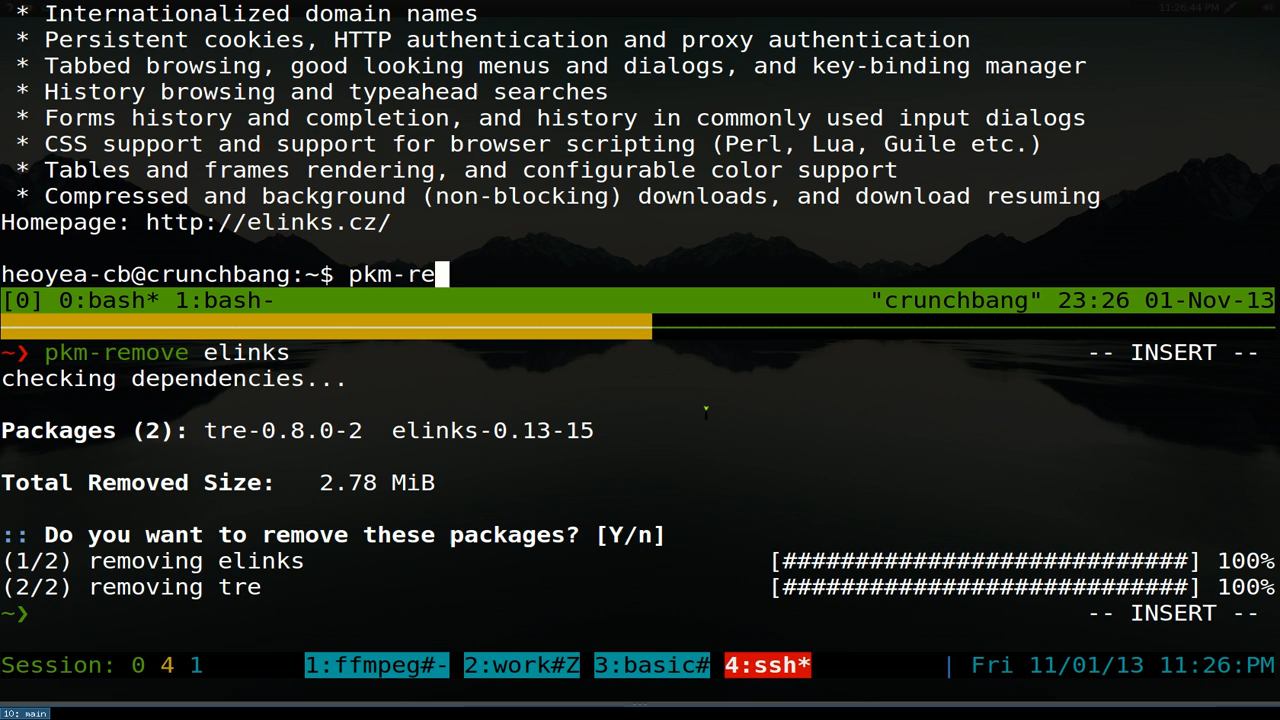 11:26:44 PM
* Internationalized domain names
* Persistent cookies, HTTP authentication and proxy authentication
* Tabbed browsing, good looking menus and dialogs, and key-binding manager
* History browsing and typeahead searches
* Forms history and completion, and history in commonly used input dialogs
* CSS support and support for browser scripting (Perl, Lua, Guile etc.)
* Tables and frames rendering, and configurable color support
* Compressed and background (non-blocking) downloads, and download resuming
Homepage: http://elinks.cz/
heoyea-cb@crunchbang:~$ pkm-re
[0] 0:bash* 1:bash- "crunchbang" 23:26 01-Nov-13
~❯ pkm-remove elinks -- INSERT --
checking dependencies...
Packages (2): tre-0.8.0-2 elinks-0.13-15
Total Removed Size: 2.78 MiB
:: Do you want to remove these packages? [Y/n]
(1/2) removing elinks [############################] 100%
(2/2) removing tre [############################] 100%
~❯ -- INSERT --
Session: 0 4 1 1:ffmpeg#- 2:work#Z 3:basic# 4:ssh* | Fri 11/01/13 11:26:PM
10: main